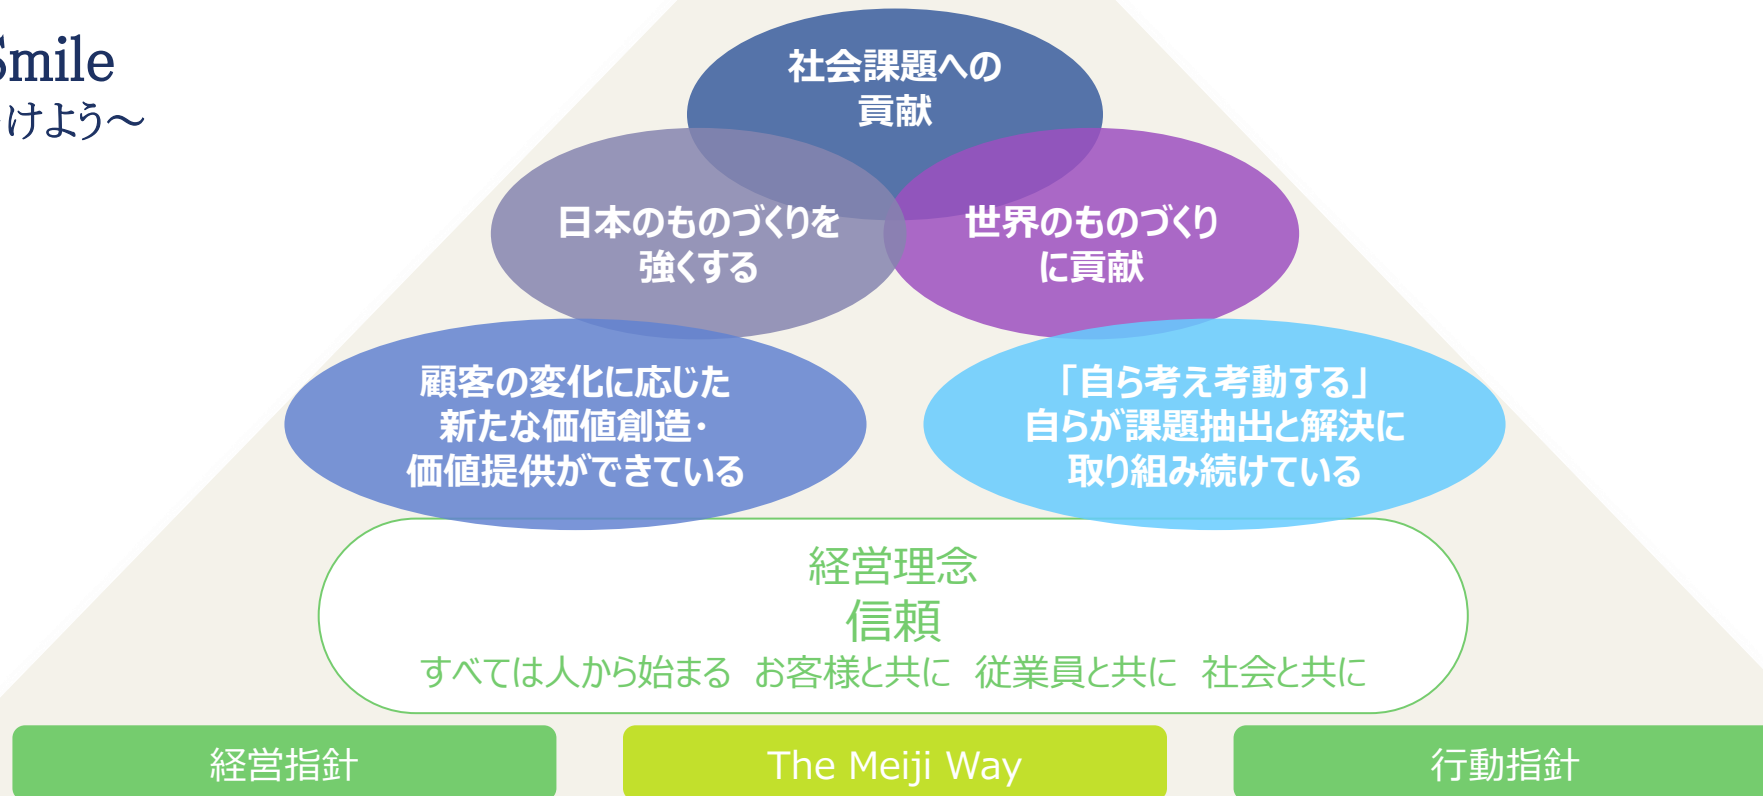 Smile
けよう～
社会課題への
貢献
日本のものづくりを
強くする
世界のものづくり
に貢献
顧客の変化に応じた
新たな価値創造・
価値提供ができている
「自ら考え考動する」
自らが課題抽出と解決に
取り組み続けている
経営理念
信頼
すべては人から始まる お客様と共に 従業員と共に 社会と共に
経営指針
The Meiji Way
行動指針